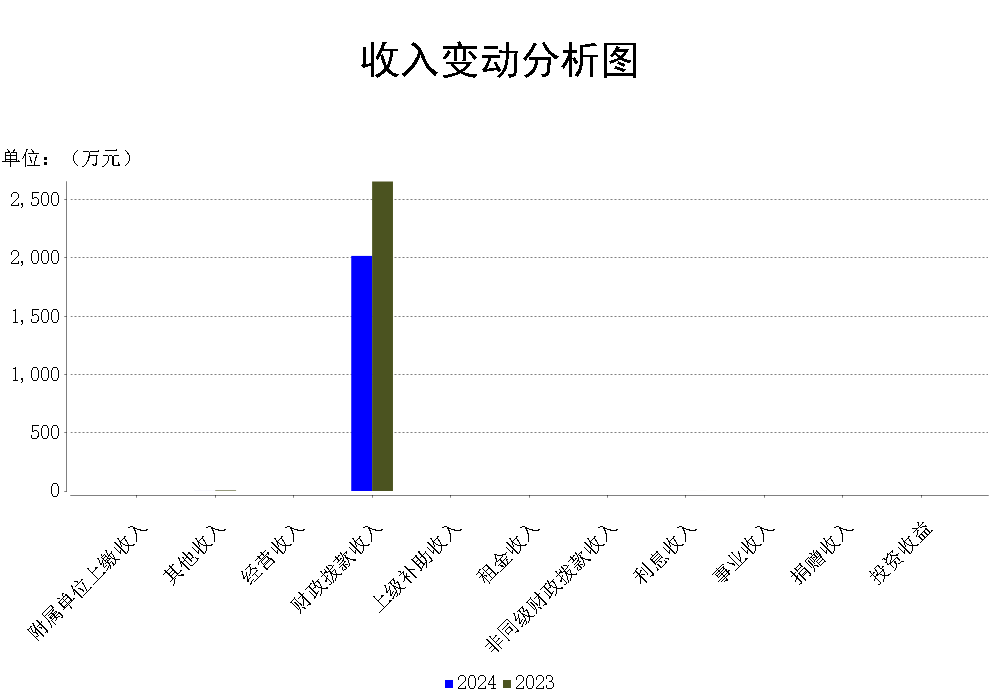 收入变动分析图
单位：（万元）
2,500
2,000
1,500
1,000
500
0
附属单位上缴收入
其他收入
经营收入
财政拨款收入
上级补助收入
租金收入
非同级财政拨款收入
利息收入
事业收入
捐赠收入
投资收益
2024 2023